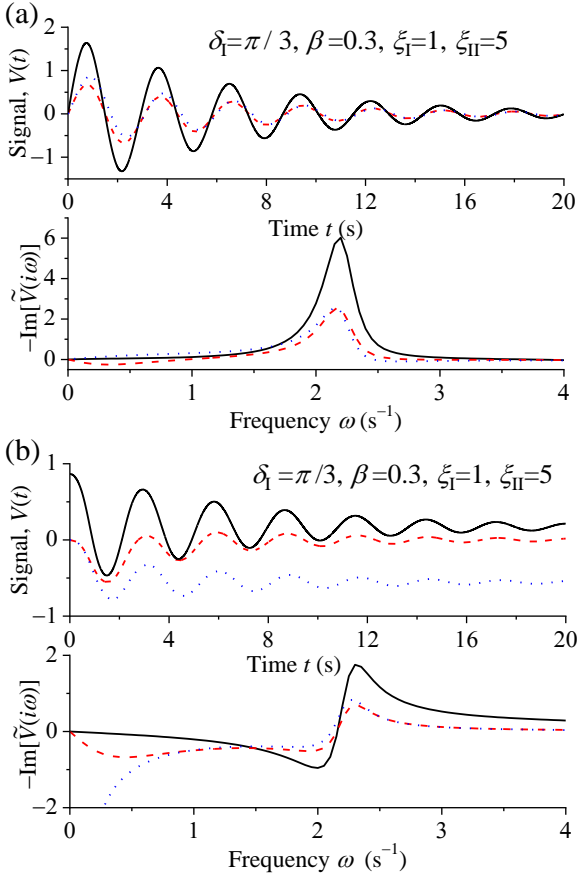 (a)
δI=π/3, β=0.3, ξI=1, ξII=5
Signal, V(t)
2
1
0
−1
0 4 8 12 16 20
Time t (s)
−Im[Ṽ(iω)]
6
4
2
0
0 1 2 3 4
Frequency ω (s−1)
(b)
δI =π/3, β=0.3, ξI=1, ξII=5
Signal, V(t)
1
0
−1
0 4 8 12 16 20
Time t (s)
−Im[Ṽ(iω)]
2
0
−2
0 1 2 3 4
Frequency ω (s−1)